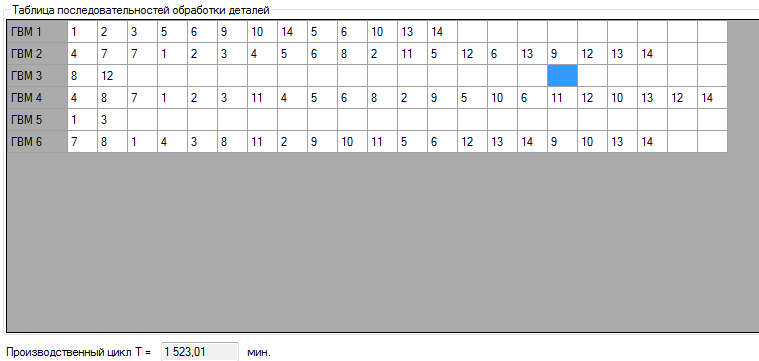 Таблица последовательностей обработки деталей
ГВМ 1 1 2 3 5 6 9 10 14 5 6 10 13 14
ГВМ 2 4 7 7 1 2 3 4 5 6 8 2 11 5 12 6 13 9 12 13 14
ГВМ 3 8 12
ГВМ 4 4 8 7 1 2 3 11 4 5 6 8 2 9 5 10 6 11 12 10 13 12 14
ГВМ 5 1 3
ГВМ 6 7 8 1 4 3 8 11 2 9 10 11 5 6 12 13 14 9 10 13 14
Производственный цикл T = 1 523,01 мин.